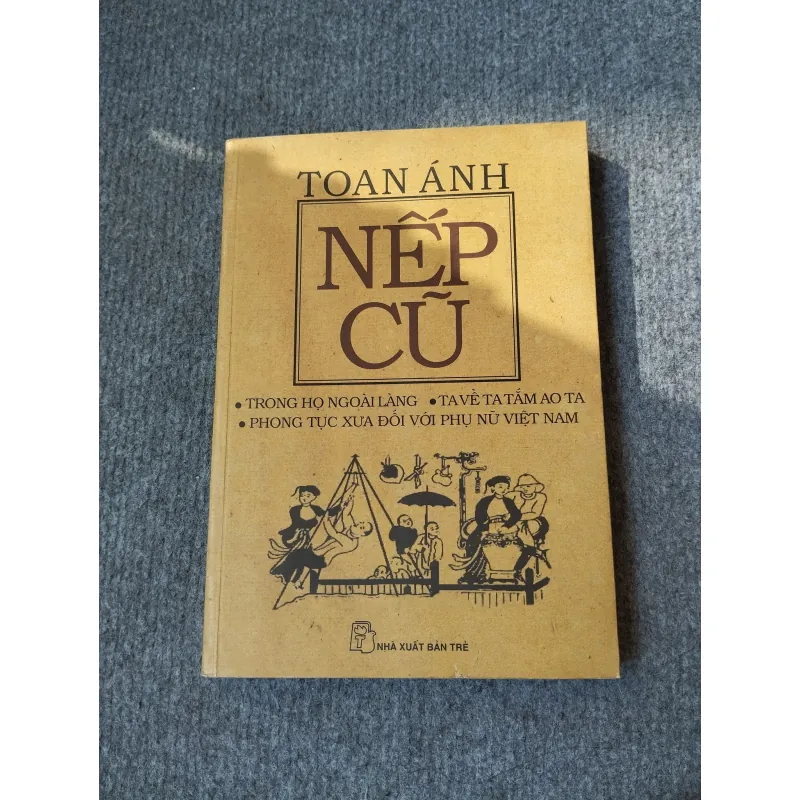 TOAN ÁNH
NẾP
CŨ
• TRONG HỌ NGOÀI LÀNG • TA VỀ TA TẮM AO TA
• PHONG TỤC XƯA ĐỐI VỚI PHỤ NỮ VIỆT NAM
T
NHÀ XUẤT BẢN TRẺ